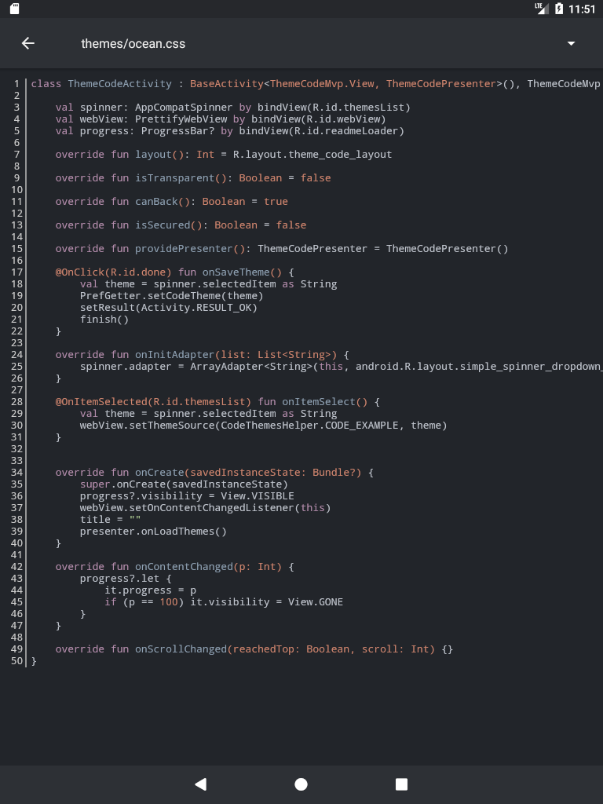 LTE 11:51
themes/ocean.css
1 class ThemeCodeActivity : BaseActivity<ThemeCodeMvp.View, ThemeCodePresenter>(), ThemeCodeMvp
2
3     val spinner: AppCompatSpinner by bindView(R.id.themesList)
4     val webView: PrettifyWebView by bindView(R.id.webView)
5     val progress: ProgressBar? by bindView(R.id.readmeLoader)
6
7     override fun layout(): Int = R.layout.theme_code_layout
8
9     override fun isTransparent(): Boolean = false
10
11     override fun canBack(): Boolean = true
12
13     override fun isSecured(): Boolean = false
14
15     override fun providePresenter(): ThemeCodePresenter = ThemeCodePresenter()
16
17     @OnClick(R.id.done) fun onSaveTheme() {
18         val theme = spinner.selectedItem as String
19         PrefGetter.setCodeTheme(theme)
20         setResult(Activity.RESULT_OK)
21         finish()
22     }
23
24     override fun onInitAdapter(list: List<String>) {
25         spinner.adapter = ArrayAdapter<String>(this, android.R.layout.simple_spinner_dropdown_
26     }
27
28     @OnItemSelected(R.id.themesList) fun onItemSelect() {
29         val theme = spinner.selectedItem as String
30         webView.setThemeSource(CodeThemesHelper.CODE_EXAMPLE, theme)
31     }
32
33
34     override fun onCreate(savedInstanceState: Bundle?) {
35         super.onCreate(savedInstanceState)
36         progress?.visibility = View.VISIBLE
37         webView.setOnContentChangedListener(this)
38         title = ""
39         presenter.onLoadThemes()
40     }
41
42     override fun onContentChanged(p: Int) {
43         progress?.let {
44             it.progress = p
45             if (p == 100) it.visibility = View.GONE
46         }
47     }
48
49     override fun onScrollChanged(reachedTop: Boolean, scroll: Int) {}
50 }